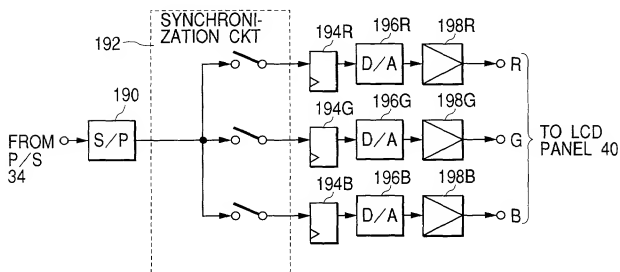 192
SYNCHRONI-
ZATION CKT
190
FROM
P/S
34
S/P
194R
196R
198R
D/A
R
194G
196G
198G
D/A
G
194B
196B
198B
D/A
B
TO LCD
PANEL 40